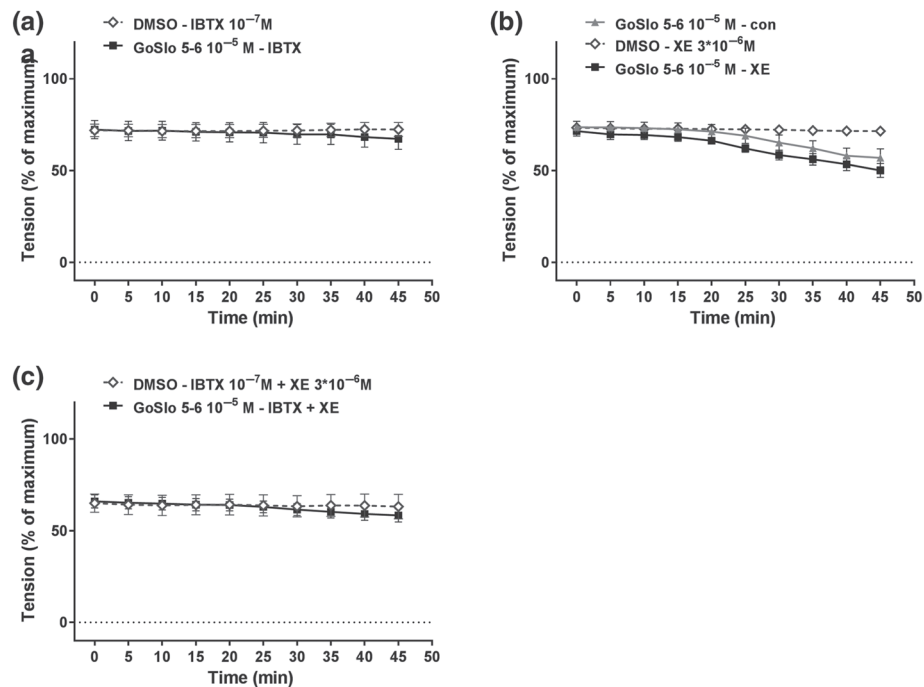 (a)
DMSO - IBTX 10⁻⁷M
GoSlo 5-6 10⁻⁵ M - IBTX
a
Tension (% of maximum)
100
50
0
0 5 10 15 20 25 30 35 40 45 50
Time (min)
(b)
GoSlo 5-6 10⁻⁵ M - con
DMSO - XE 3*10⁻⁶M
GoSlo 5-6 10⁻⁵ M - XE
Tension (% of maximum)
100
50
0
0 5 10 15 20 25 30 35 40 45 50
Time (min)
(c)
DMSO - IBTX 10⁻⁷M + XE 3*10⁻⁶M
GoSlo 5-6 10⁻⁵ M - IBTX + XE
Tension (% of maximum)
100
50
0
0 5 10 15 20 25 30 35 40 45 50
Time (min)